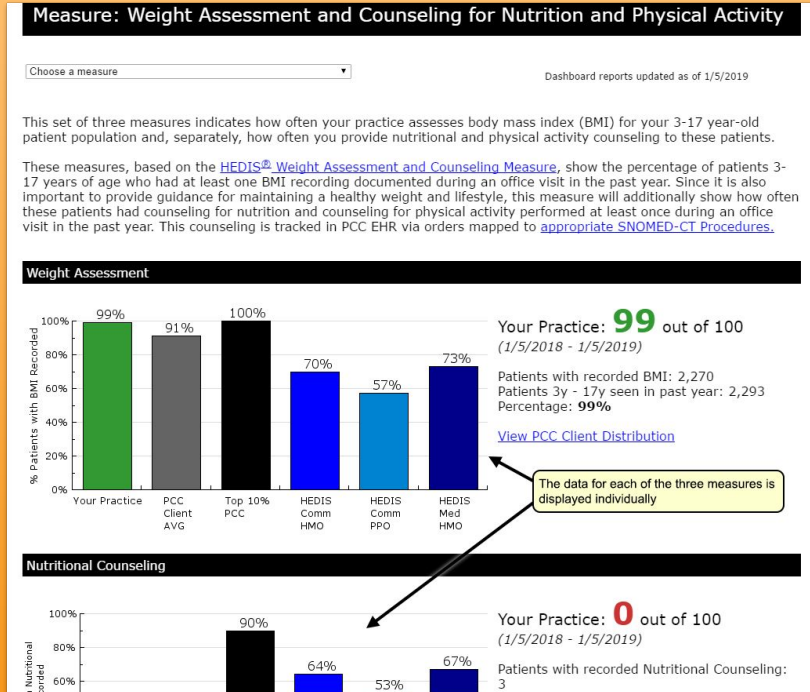 Measure: Weight Assessment and Counseling for Nutrition and Physical Activity
Choose a measure
Dashboard reports updated as of 1/5/2019
This set of three measures indicates how often your practice assesses body mass index (BMI) for your 3-17 year-old
patient population and, separately, how often you provide nutritional and physical activity counseling to these patients.
These measures, based on the HEDIS® Weight Assessment and Counseling Measure, show the percentage of patients 3-
17 years of age who had at least one BMI recording documented during an office visit in the past year. Since it is also
important to provide guidance for maintaining a healthy weight and lifestyle, this measure will additionally show how often
these patients had counseling for nutrition and counseling for physical activity performed at least once during an office
visit in the past year. This counseling is tracked in PCC EHR via orders mapped to appropriate SNOMED-CT Procedures.
Weight Assessment
% Patients with BMI Recorded
100%
80%
60%
40%
20%
0%
99%
91%
100%
70%
57%
73%
Your Practice
PCC
Client
AVG
Top 10%
PCC
HEDIS
Comm
HMO
HEDIS
Comm
PPO
HEDIS
Med
HMO
Your Practice: 99 out of 100
(1/5/2018 - 1/5/2019)
Patients with recorded BMI: 2,270
Patients 3y - 17y seen in past year: 2,293
Percentage: 99%
View PCC Client Distribution
The data for each of the three measures is
displayed individually
Nutritional Counseling
Nutritional
100%
80%
60%
90%
64%
53%
67%
Your Practice: 0 out of 100
(1/5/2018 - 1/5/2019)
Patients with recorded Nutritional Counseling:
3